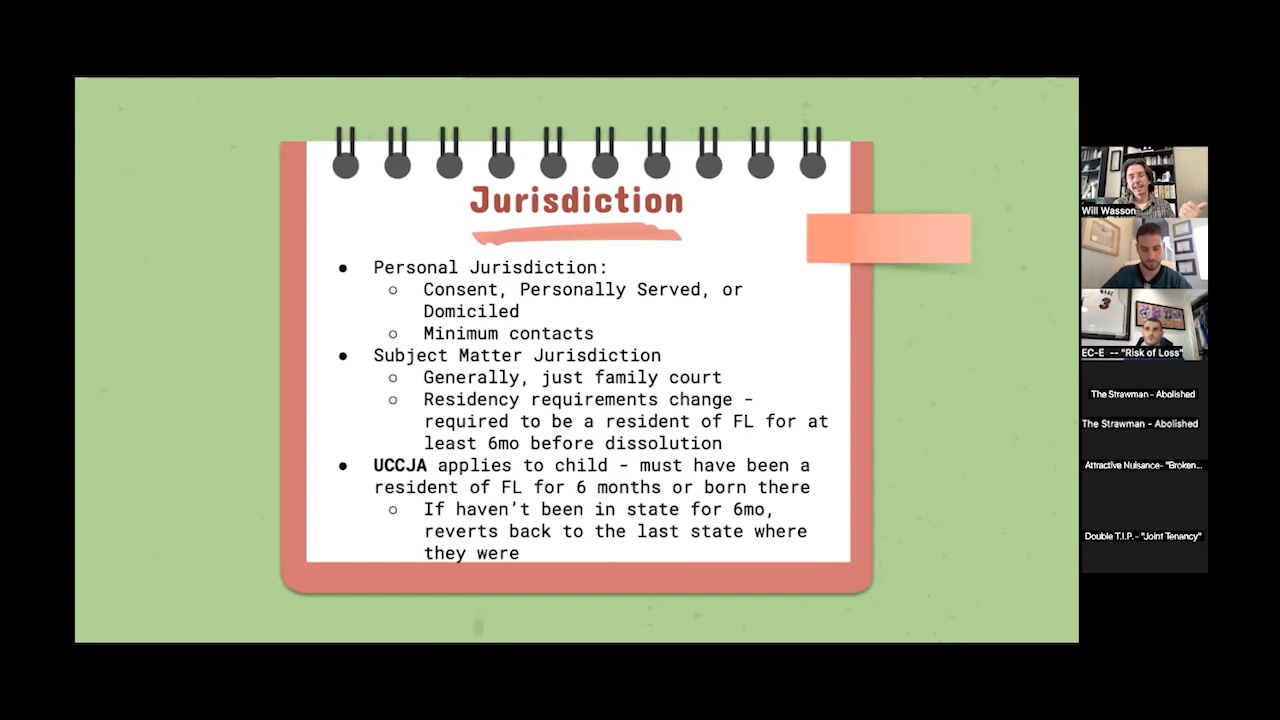 Jurisdiction
● Personal Jurisdiction:
○ Consent, Personally Served, or
Domiciled
○ Minimum contacts
● Subject Matter Jurisdiction
○ Generally, just family court
○ Residency requirements change -
required to be a resident of FL for at
least 6mo before dissolution
● UCCJA applies to child - must have been a
resident of FL for 6 months or born there
○ If haven't been in state for 6mo,
reverts back to the last state where
they were
Will Wasson
WADE
3
EC-E -- "Risk of Loss"
The Strawman - Abolished
The Strawman - Abolished
Attractive Nuisance- "Broken...
Double T.I.P. - "Joint Tenancy"